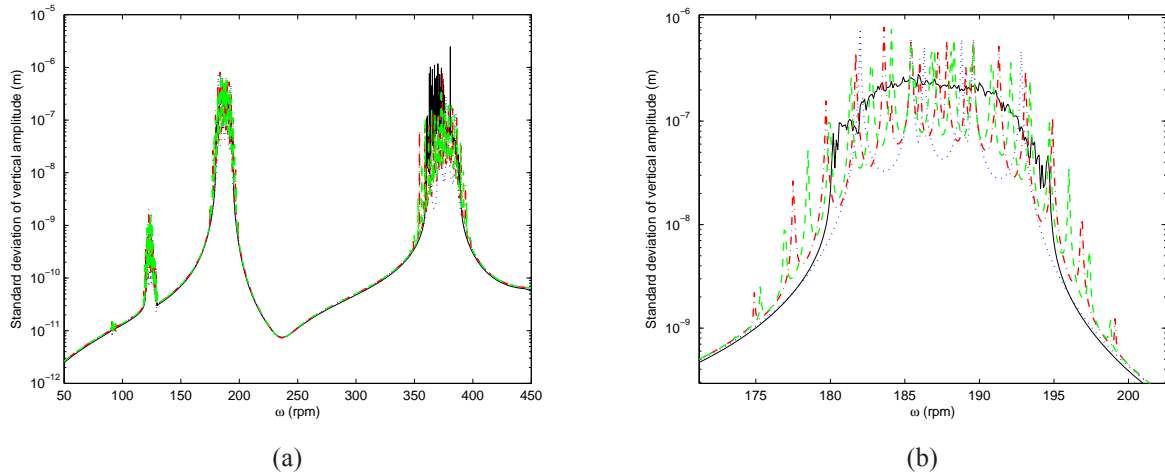 Standard deviation of vertical amplitude (m)
10⁻⁵
10⁻⁶
10⁻⁷
10⁻⁸
10⁻⁹
10⁻¹⁰
10⁻¹¹
10⁻¹²
50 100 150 200 250 300 350 400 450
ω (rpm)
(a)
Standard deviation of vertical amplitude (m)
10⁻⁶
10⁻⁷
10⁻⁸
10⁻⁹
175 180 185 190 195 200
ω (rpm)
(b)